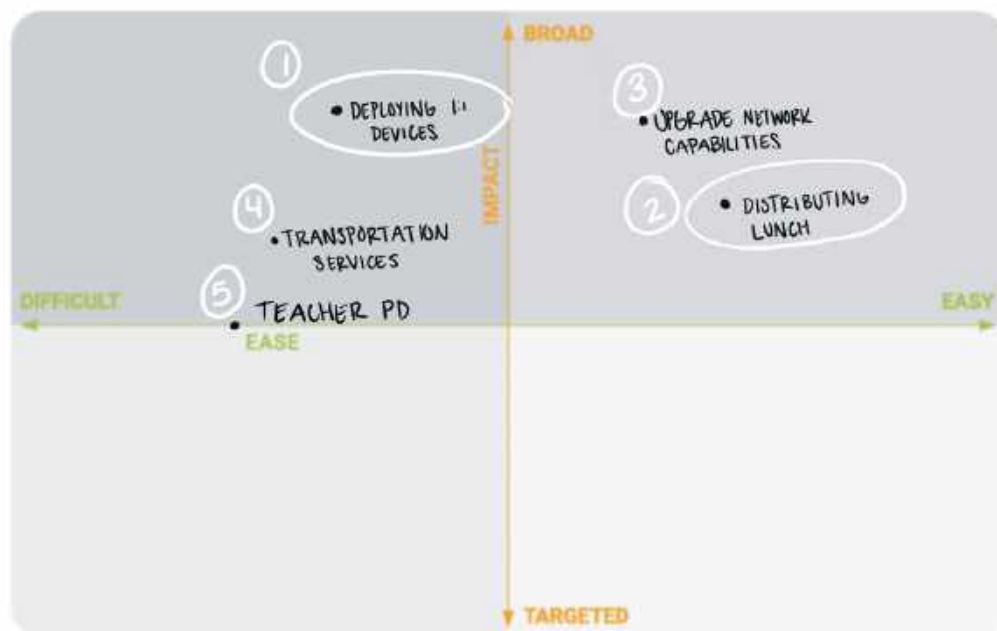 BROAD
1
• DEPLOYING 1:1
DEVICES
3
• UPGRADE NETWORK
CAPABILITIES
IMPACT
2
• DISTRIBUTING
LUNCH
4
• TRANSPORTATION
SERVICES
5
TEACHER PD
DIFFICULT
EASY
EASE
TARGETED